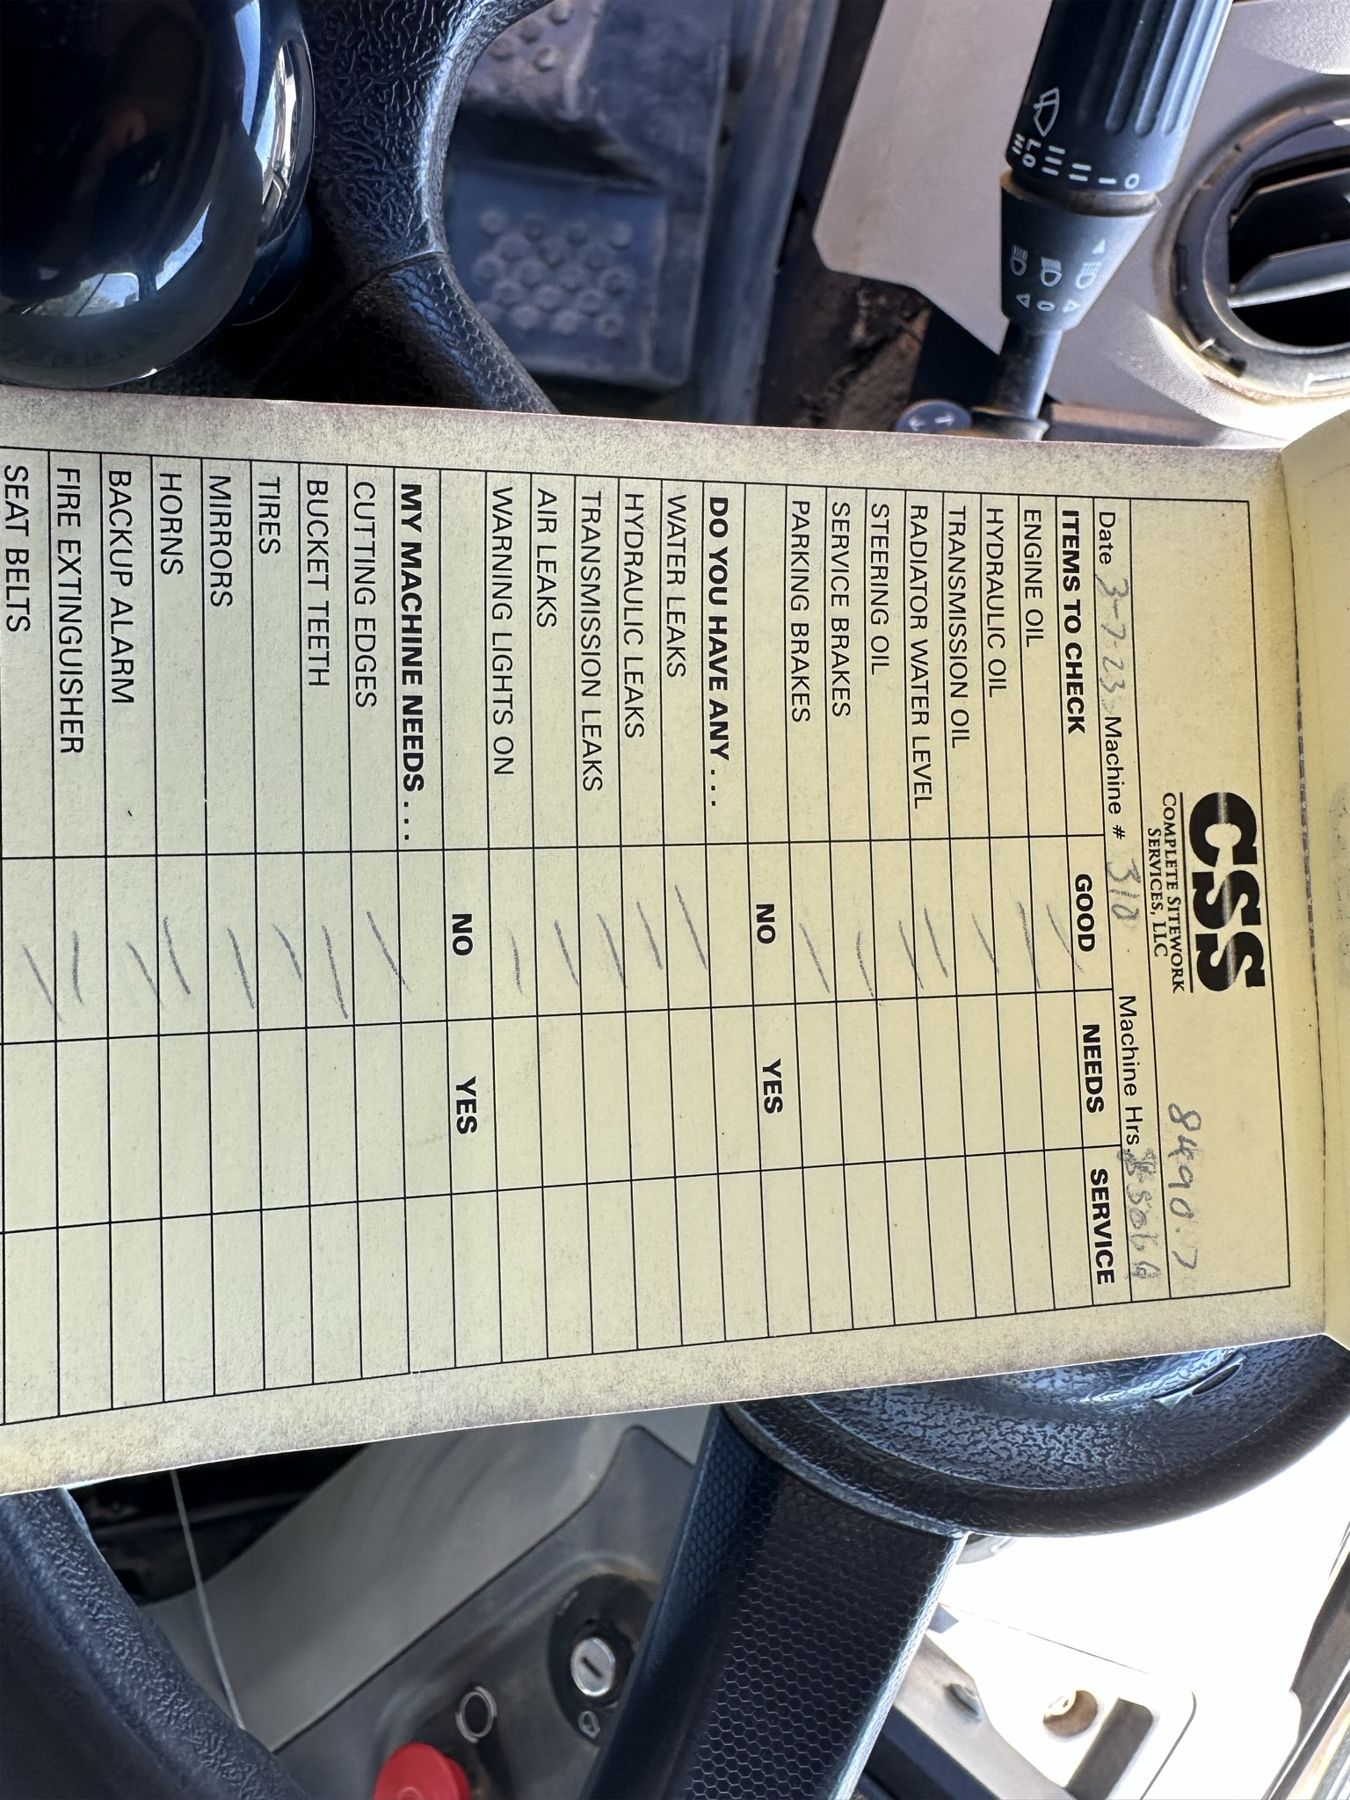 CSS
COMPLETE SITEWORK
SERVICES, LLC
8490.7
Date 3-7-23 Machine # 310 Machine Hrs.
ITEMS TO CHECK GOOD NEEDS SERVICE
ENGINE OIL
HYDRAULIC OIL
TRANSMISSION OIL
RADIATOR WATER LEVEL
STEERING OIL
SERVICE BRAKES
PARKING BRAKES
NO YES
DO YOU HAVE ANY . . .
WATER LEAKS
HYDRAULIC LEAKS
TRANSMISSION LEAKS
AIR LEAKS
WARNING LIGHTS ON
NO YES
MY MACHINE NEEDS . . .
CUTTING EDGES
BUCKET TEETH
TIRES
MIRRORS
HORNS
BACKUP ALARM
FIRE EXTINGUISHER
SEAT BELTS